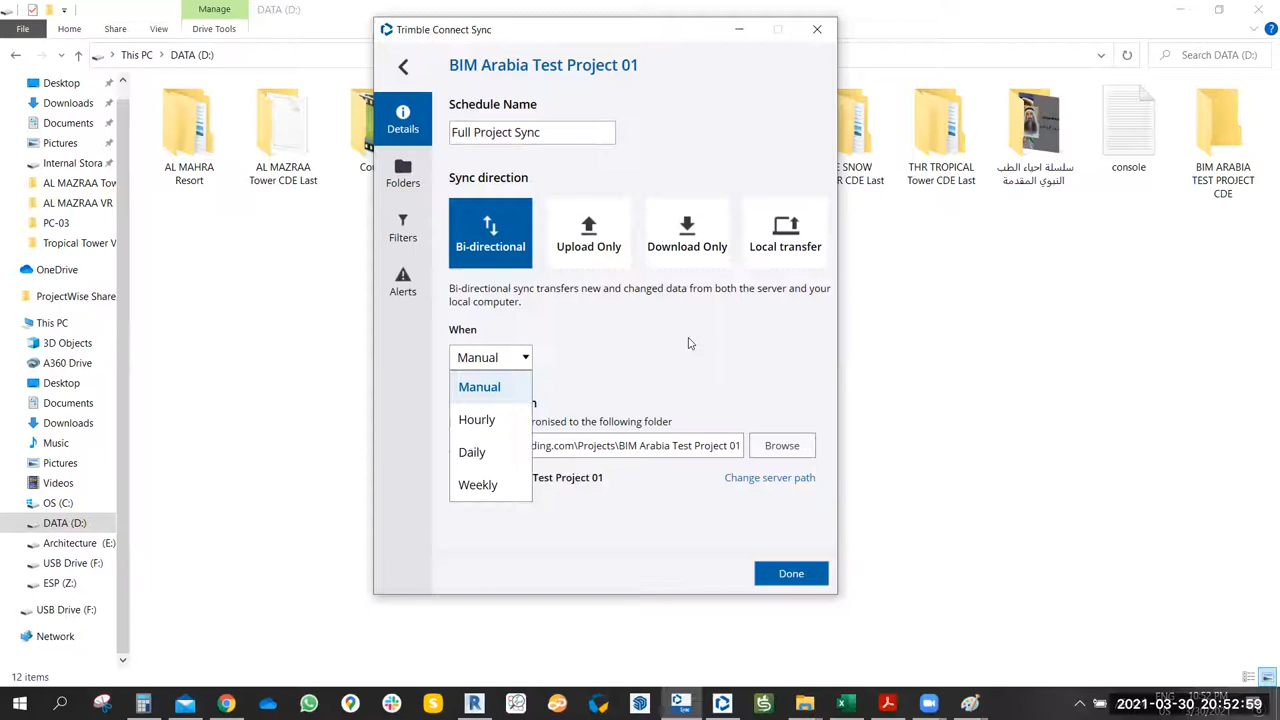 Manage
DATA (D:)
File
Home
Share
View
Drive Tools
This PC
DATA (D:)
Search DATA (D:)
Desktop
Downloads
Documents
Pictures
Internal Stora
AL MAZRAA Tow
AL MAZRAA VR
PC-03
Tropical Tower V
OneDrive
ProjectWise Share
This PC
3D Objects
A360 Drive
Desktop
Documents
Downloads
Music
Pictures
Videos
OS (C:)
DATA (D:)
Architecture (E:)
USB Drive (F:)
ESP (Z:)
USB Drive (F:)
Network
12 items
AL MAHRA
Resort
AL MAZRAA
Tower CDE Last
Co
E SNOW
R CDE Last
THR TROPICAL
Tower CDE Last
سلسلة احياء الطب
النبوي المقدمة
console
BIM ARABIA
TEST PROJECT
CDE
Trimble Connect Sync
BIM Arabia Test Project 01
Details
Folders
Filters
Alerts
Schedule Name
Full Project Sync
Sync direction
Bi-directional
Upload Only
Download Only
Local transfer
Bi-directional sync transfers new and changed data from both the server and your
local computer.
When
Manual
Manual
Hourly
Daily
Weekly
n
ronised to the following folder
ding.com\Projects\BIM Arabia Test Project 01
Browse
Test Project 01
Change server path
Done
ENG
10:52 PM
2021-03-30 20:52:59